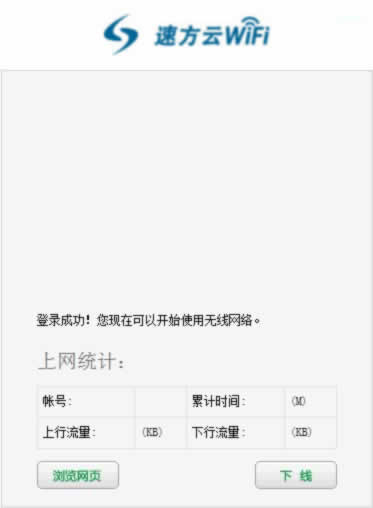 速方云WiFi
登录成功！您现在可以开始使用无线网络。
上网统计：
帐号： 累计时间： (M)
上行流量： (KB) 下行流量： (KB)
浏览网页 下 线